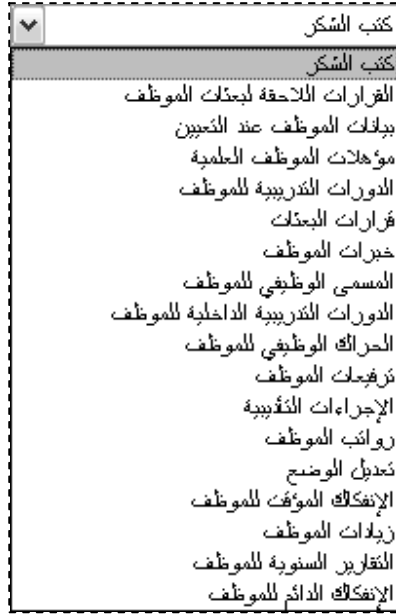 كتب الشكر
كتب الشكر
القرارات اللاحقة لبعثات الموظف
بيانات الموظف عند التعيين
مؤهلات الموظف العلمية
الدورات التدريبية للموظف
قرارات البعثات
خبرات الموظف
المسمى الوظيفي للموظف
الدورات التدريبية الداخلية للموظف
الحراك الوظيفي للموظف
ترفيعات الموظف
الإجراءات التأديبية
رواتب الموظف
تعديل الوضع
الإنفكاك المؤقت للموظف
زيادات الموظف
التقارير السنوية للموظف
الإنفكاك الدائم للموظف